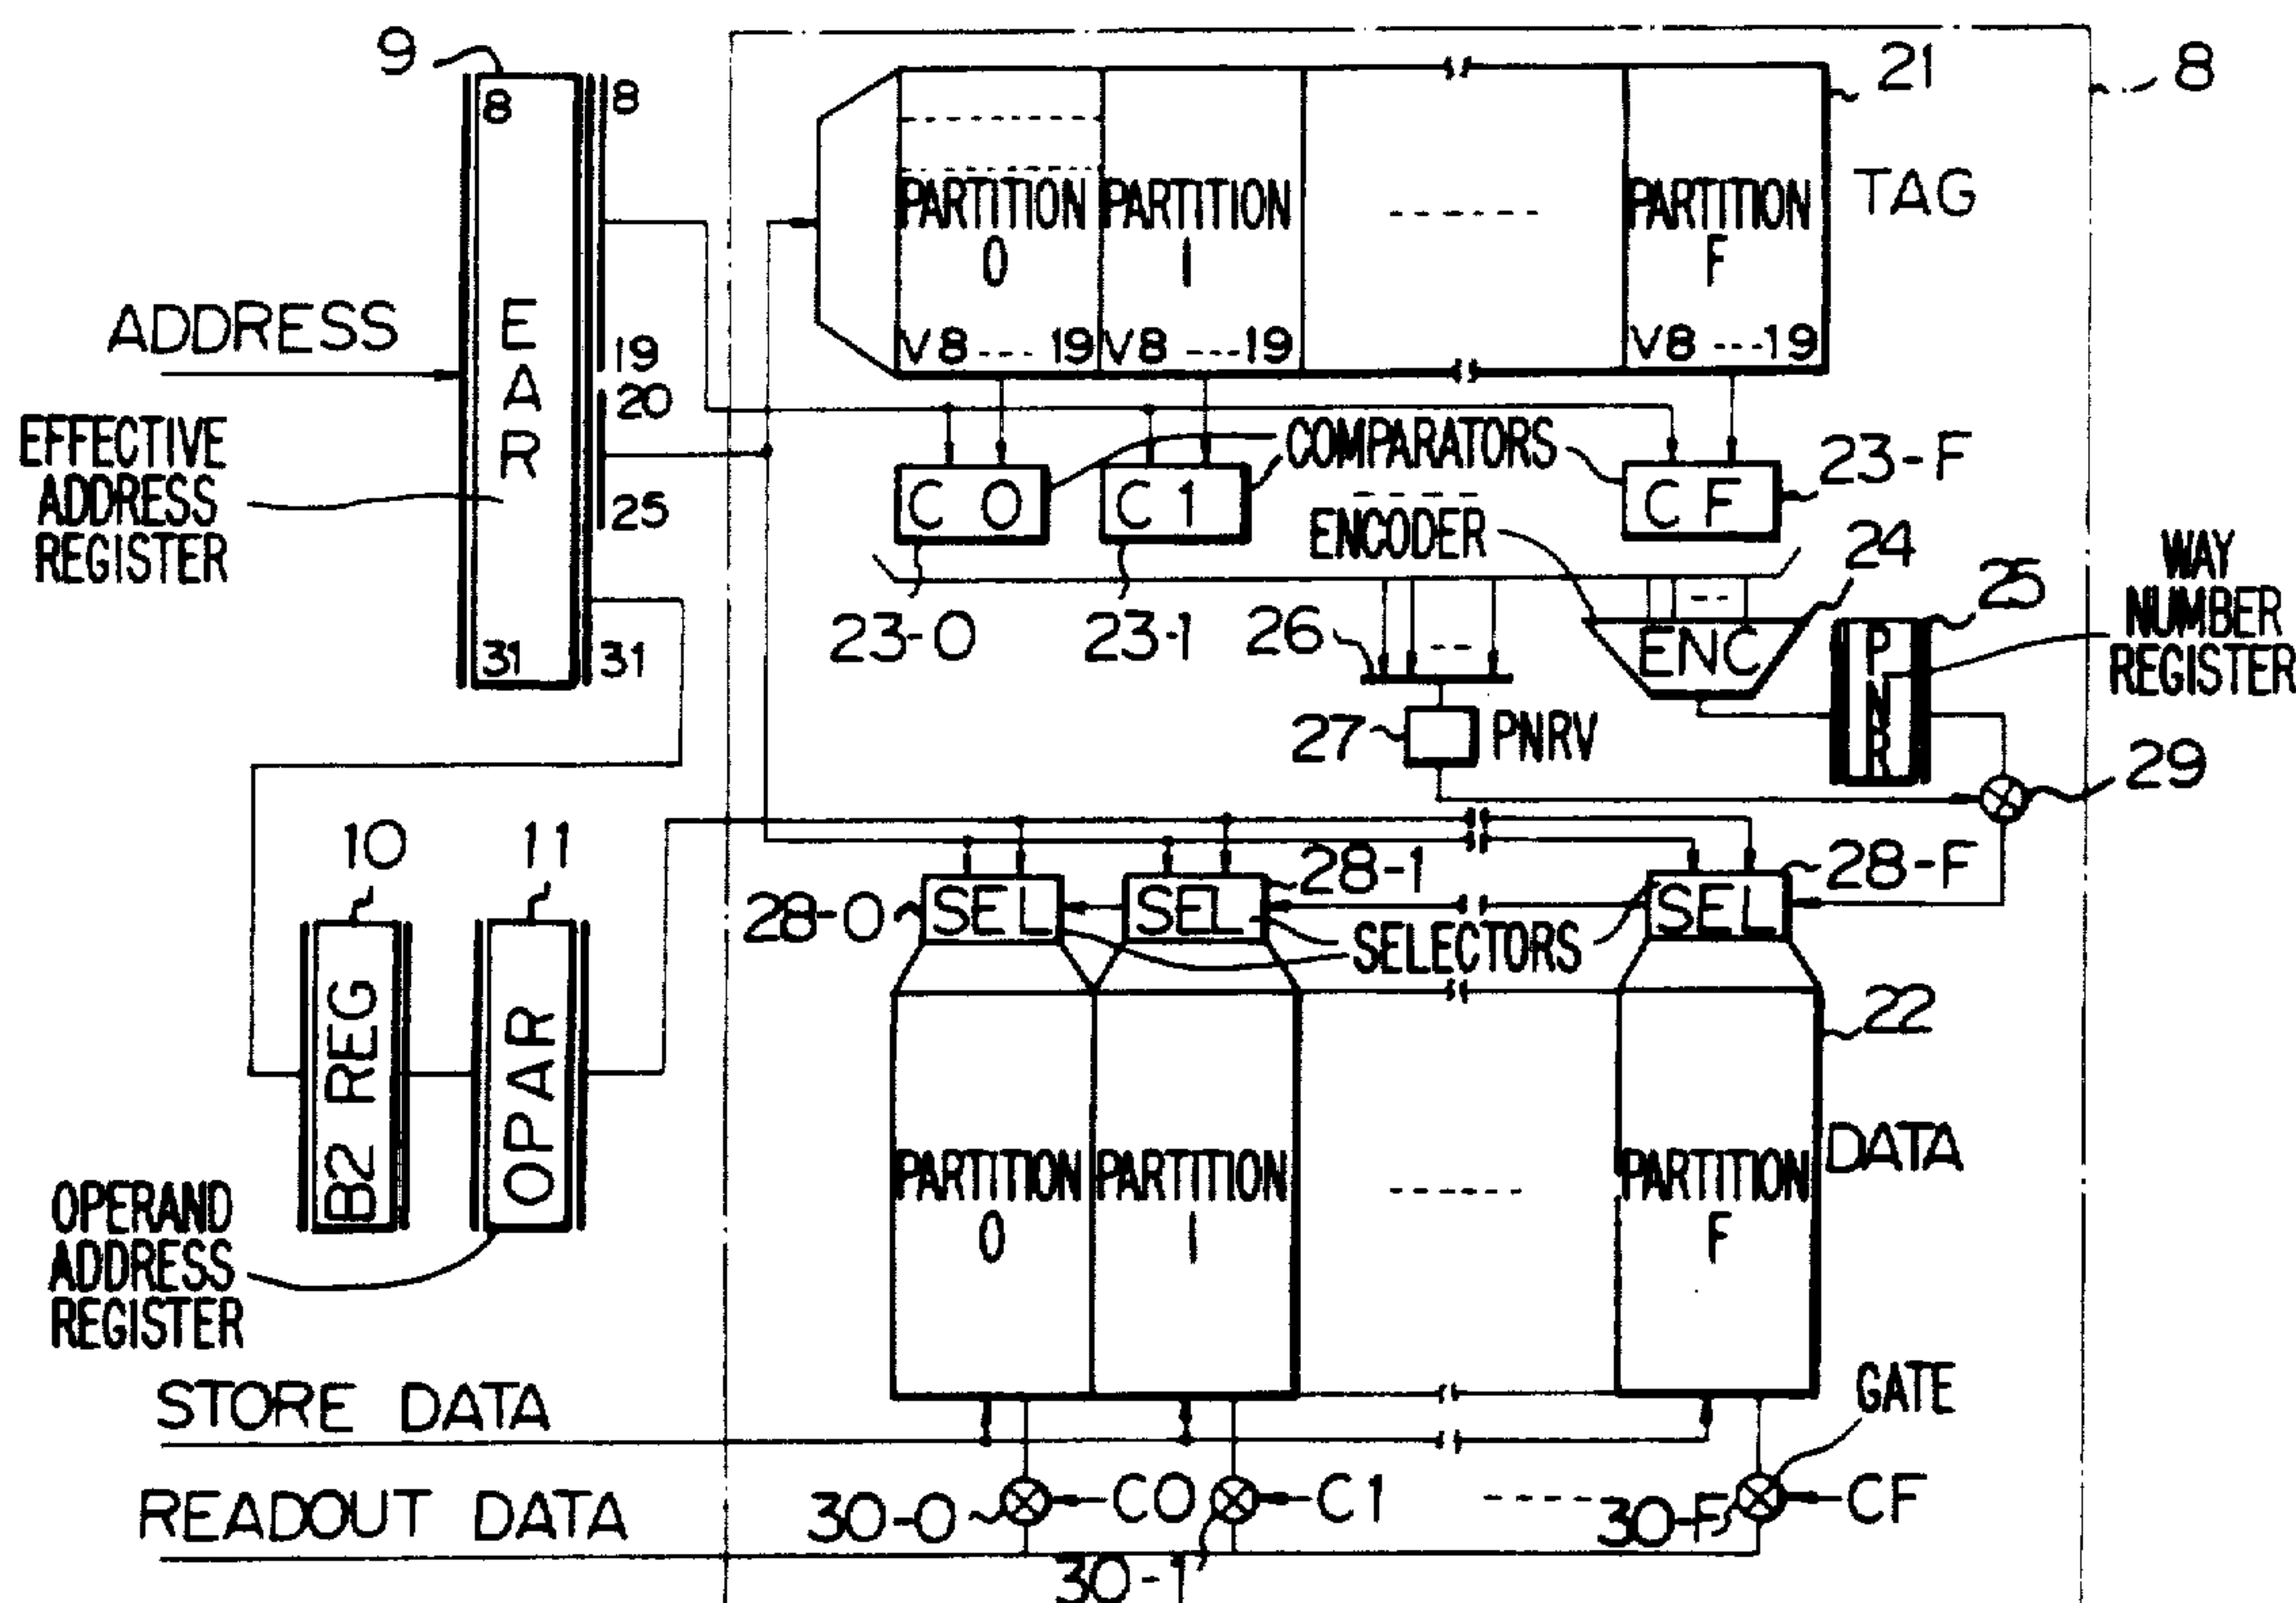 9
8
8
E
A
R
19
20
25
31
31
ADDRESS
EFFECTIVE
ADDRESS
REGISTER
21
8
TAG
PARTITION
0
PARTITION
1
PARTITION
F
V8 ---- 19
V8 ---- 19
V8 --- 19
COMPARATORS
C 0
C 1
C F
23-F
ENCODER
24
23-0
23-1
26
ENC
25
WAY
NUMBER
REGISTER
P
N
R
27
PNRV
29
10
11
28-0
SEL
SEL
28-1
SEL
28-F
SELECTORS
B2 REG
OPAR
22
DATA
PARTITION
0
PARTITION
1
PARTITION
F
OPERAND
ADDRESS
REGISTER
STORE DATA
GATE
READOUT DATA
30-0
C0
30-1
C1
30-F
CF